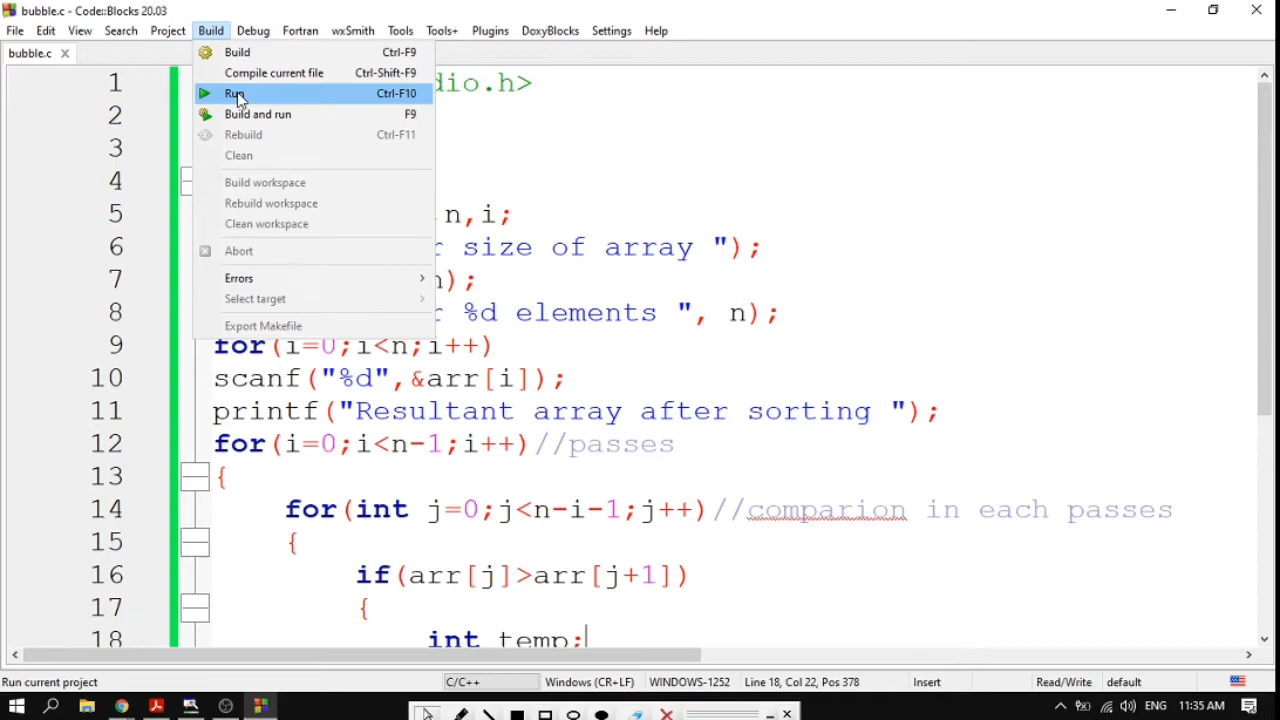 bubble.c - Code::Blocks 20.03
File Edit View Search Project Build Debug Fortran wxSmith Tools Tools+ Plugins DoxyBlocks Settings Help
bubble.c
Build Ctrl-F9
Compile current file Ctrl-Shift-F9
Run Ctrl-F10
Build and run F9
Rebuild Ctrl-F11
Clean
Build workspace
Rebuild workspace
Clean workspace
Abort
Errors
Select target
Export Makefile
1 dio.h>
2
3
4
5 n,i;
6 size of array ");
7 );
8 %d elements ", n);
9 for(i=0;i<n;i++)
10 scanf("%d",&arr[i]);
11 printf("Resultant array after sorting ");
12 for(i=0;i<n-1;i++)//passes
13 {
14 for(int j=0;j<n-i-1;j++)//comparion in each passes
15 {
16 if(arr[j]>arr[j+1])
17 {
18 int temp;
Run current project C/C++ Windows (CR+LF) WINDOWS-1252 Line 18, Col 22, Pos 378 Insert Read/Write default
ENG 11:35 AM